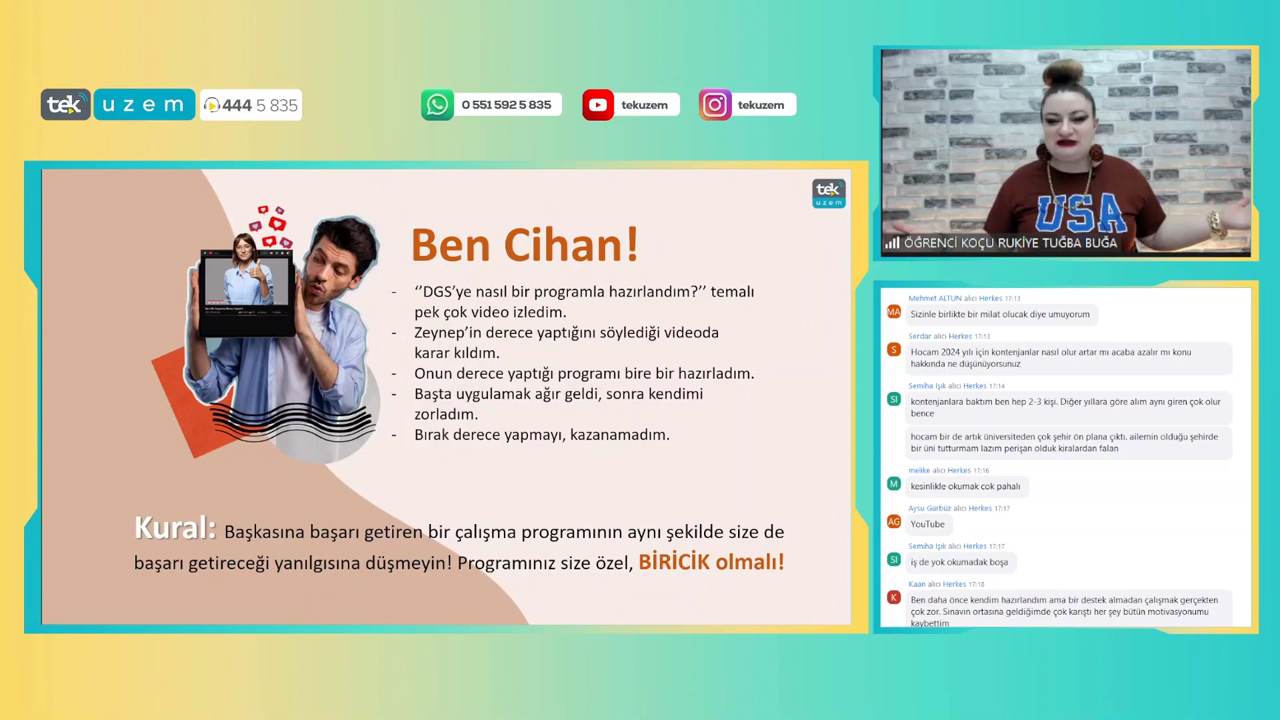 tek uzem 444 5 835
0 551 592 5 835
tekuzem
tekuzem
tek
uzem
Ben Cihan!
- ‘’DGS’ye nasıl bir programla hazırlandım?’’ temalı
pek çok video izledim.
- Zeynep’in derece yaptığını söylediği videoda
karar kıldım.
- Onun derece yaptığı programı bire bir hazırladım.
- Başta uygulamak ağır geldi, sonra kendimi
zorladım.
- Bırak derece yapmayı, kazanamadım.
Kural: Başkasına başarı getiren bir çalışma programının aynı şekilde size de
başarı getireceği yanılgısına düşmeyin! Programınız size özel, BİRİCİK olmalı!
USA
ÖĞRENCİ KOÇU RUKİYE TUĞBA BUĞA
Mehmet ALTUN alıcı Herkes 17:13
MA
Sizinle birlikte bir milat olucak diye umuyorum
Serdar alıcı Herkes 17:13
S
Hocam 2024 yılı için kontenjanlar nasıl olur artar mı acaba azalır mı konu
hakkında ne düşünüyorsunuz
Semiha Işık alıcı Herkes 17:14
SI
kontenjanlara baktım ben hep 2-3 kişi. Diğer yıllara göre alım aynı giren çok olur
bence
hocam bir de artık üniversiteden çok şehir ön plana çıktı. ailemin olduğu şehirde
bir üni tutturmam lazım perişan olduk kiralardan falan
melike alıcı Herkes 17:16
M
kesinlikle okumak cok pahalı
Aysu Gürbüz alıcı Herkes 17:17
AG
YouTube
Semiha Işık alıcı Herkes 17:17
SI
iş de yok okumadak boşa
Kaan alıcı Herkes 17:18
K
Ben daha önce kendim hazırlandım ama bir destek almadan çalışmak gerçekten
çok zor. Sınavın ortasına geldiğimde çok karıştı her şey bütün motivasyonumu
kaybettim